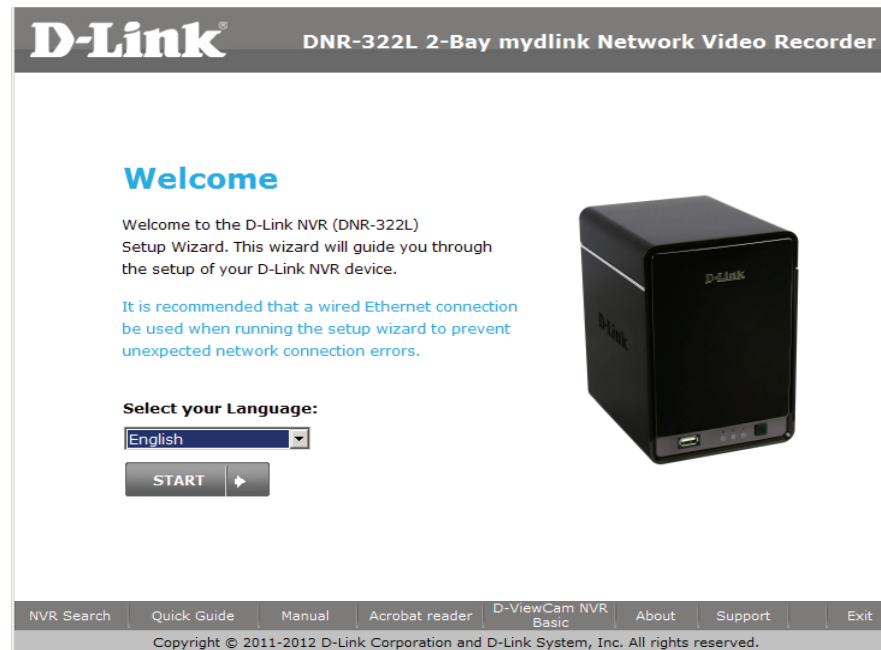 D-Link®
DNR-322L 2-Bay mydlink Network Video Recorder
Welcome
Welcome to the D-Link NVR (DNR-322L)
Setup Wizard. This wizard will guide you through
the setup of your D-Link NVR device.
It is recommended that a wired Ethernet connection
be used when running the setup wizard to prevent
unexpected network connection errors.
Select your Language:
English
START
D-Link
D-Link
NVR Search
Quick Guide
Manual
Acrobat reader
D-ViewCam NVR
Basic
About
Support
Exit
Copyright © 2011-2012 D-Link Corporation and D-Link System, Inc. All rights reserved.